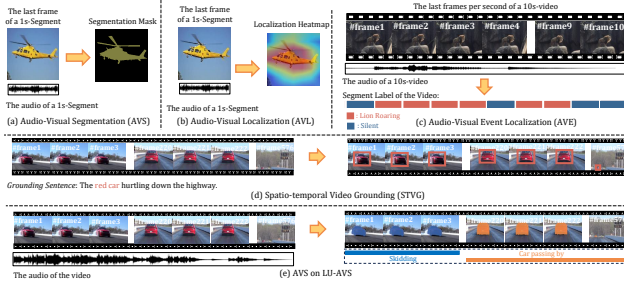 The last frame
of a 1s-Segment
Segmentation Mask
The audio of a 1s-Segment
(a) Audio-Visual Segmentation (AVS)
The last frame
of a 1s-Segment
Localization Heatmap
The audio of a 1s-Segment
(b) Audio-Visual Localization (AVL)
The last frames per second of a 10s-video
#frame1 #frame2 #frame3 #frame4 #frame9 #frame10
The audio of a 10s-video
Segment Label of the Video:
: Lion Roaring
: Silent
(c) Audio-Visual Event Localization (AVE)
#frame1 #frame2 #frame3
#frame1 #frame2 #frame3
Grounding Sentence: The red car hurtling down the highway.
(d) Spatio-temporal Video Grounding (STVG)
#frame1 #frame2 #frame3
#frame1 #frame2 #frame3
The audio of the video
Skidding
Car passing by
(e) AVS on LU-AVS